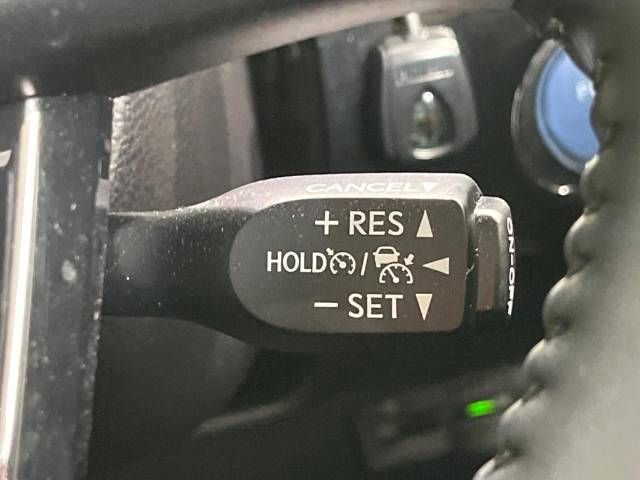 CANCEL▼
+ RES ▲
HOLD / ◀
− SET ▼
ON-OFF